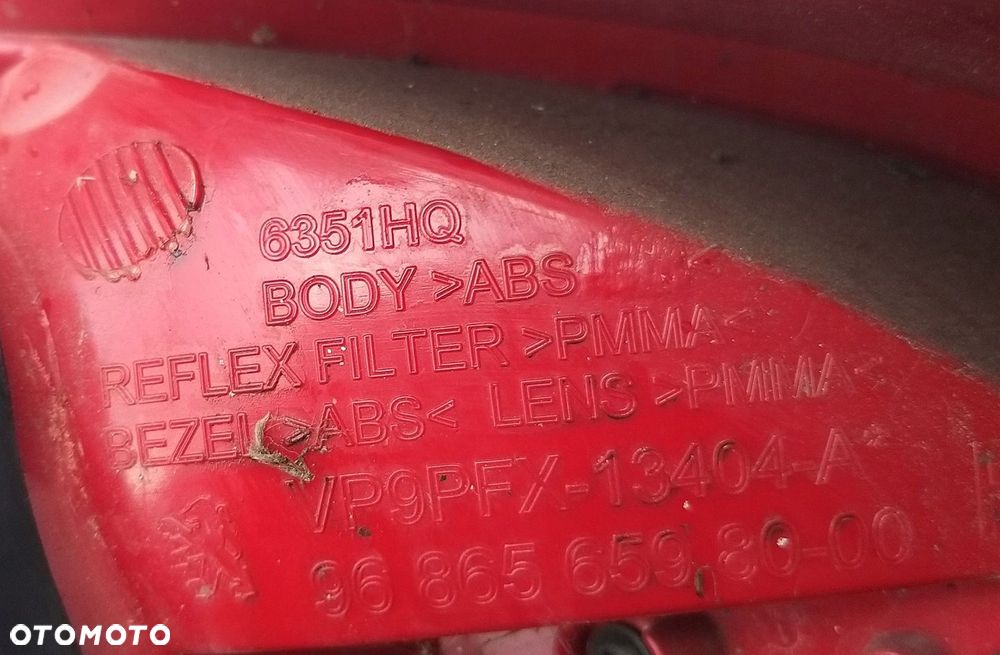 6351HQ
BODY >ABS
REFLEX FILTER >PMMA<
BEZEL >ABS< LENS >PMMA<
VP9PFX-13404-A
96 865 659 80-00
OTOMOTO